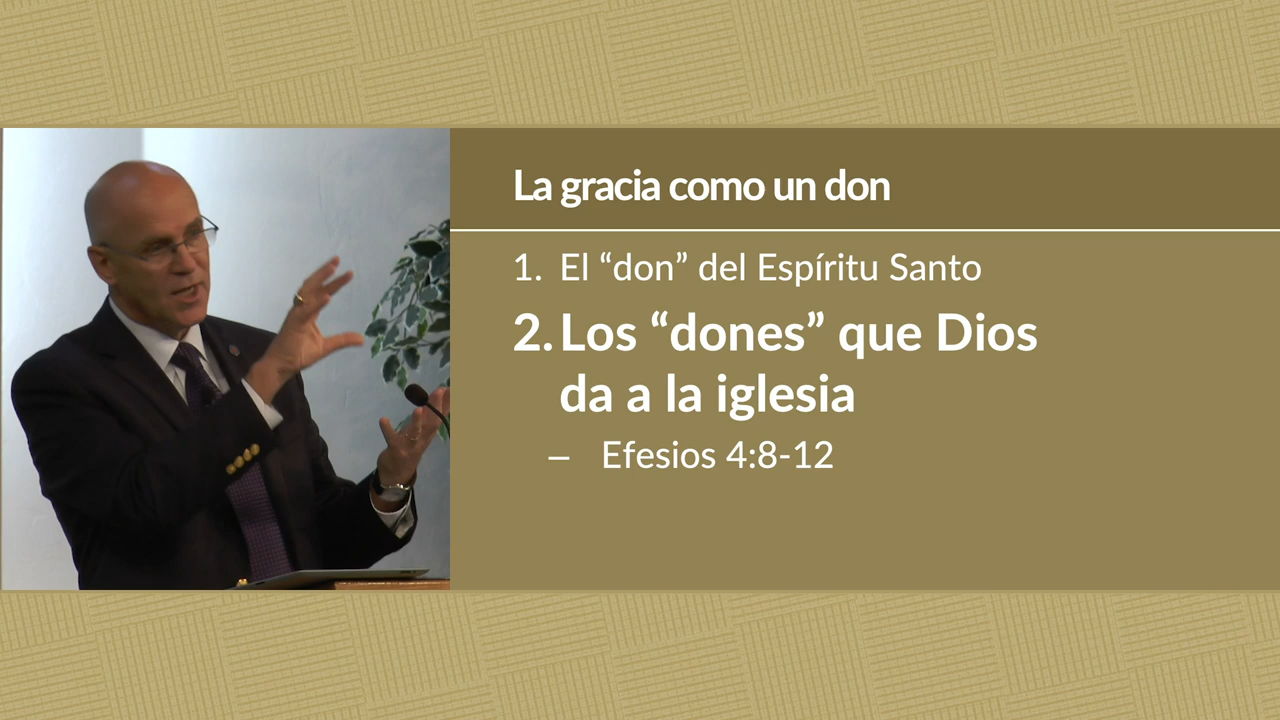 La gracia como un don
1. El “don” del Espíritu Santo
2. Los “dones” que Dios
da a la iglesia
– Efesios 4:8-12